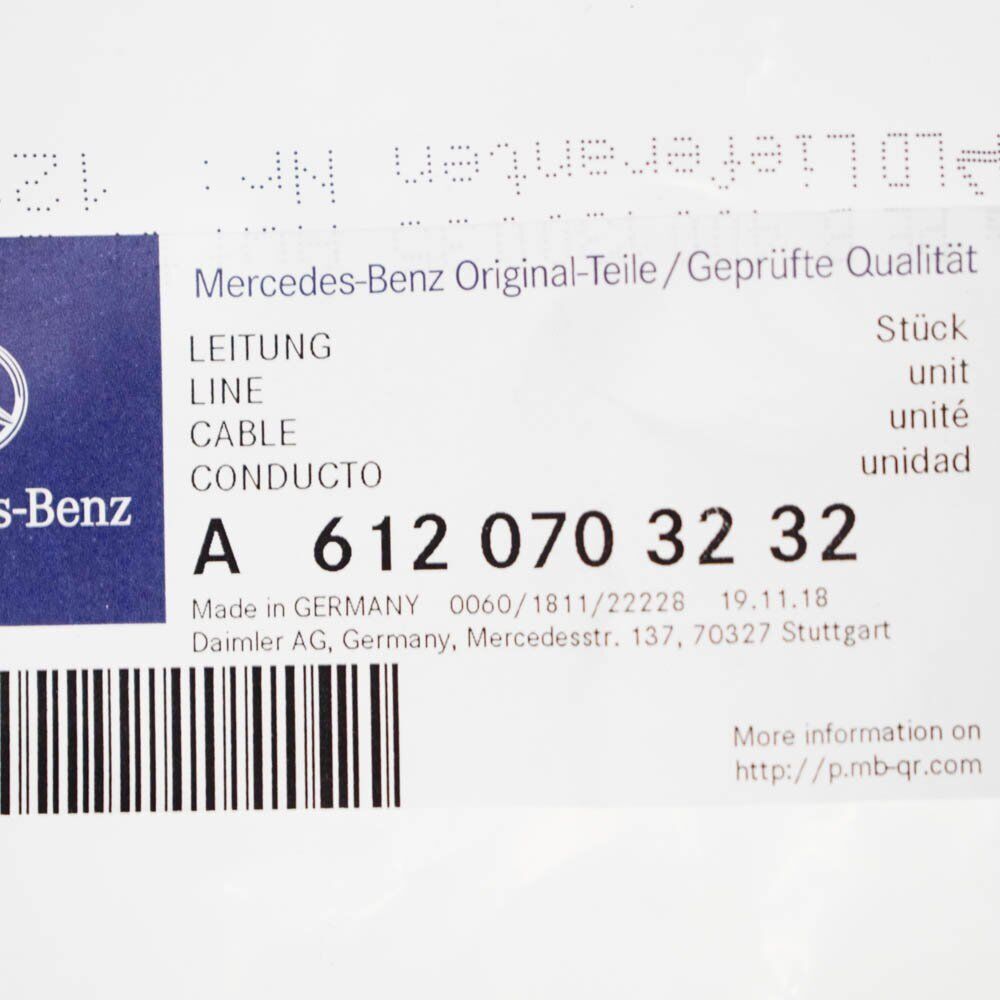 Mercedes-Benz Original-Teile/Geprüfte Qualität
LEITUNG
LINE
CABLE
CONDUCTO
Stück
unit
unité
unidad
s-Benz
A 612 070 32 32
Made in GERMANY 0060/1811/22228 19.11.18
Daimler AG, Germany, Mercedesstr. 137, 70327 Stuttgart
More information on
http://p.mb-qr.com